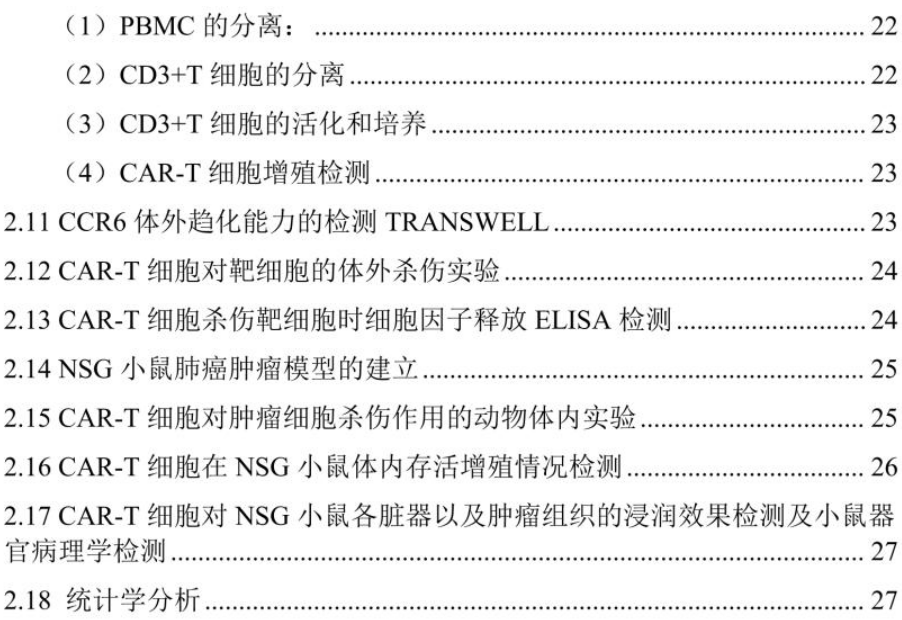 （1）PBMC 的分离： ........................................................................ 22
（2）CD3+T 细胞的分离 ........................................................................ 22
（3）CD3+T 细胞的活化和培养 ........................................................................ 23
（4）CAR-T 细胞增殖检测 ........................................................................ 23
2.11 CCR6 体外趋化能力的检测 TRANSWELL ........................................................................ 23
2.12 CAR-T 细胞对靶细胞的体外杀伤实验 ........................................................................ 24
2.13 CAR-T 细胞杀伤靶细胞时细胞因子释放 ELISA 检测 ........................................................................ 24
2.14 NSG 小鼠肺癌肿瘤模型的建立 ........................................................................ 25
2.15 CAR-T 细胞对肿瘤细胞杀伤作用的动物体内实验 ........................................................................ 25
2.16 CAR-T 细胞在 NSG 小鼠体内存活增殖情况检测 ........................................................................ 26
2.17 CAR-T 细胞对 NSG 小鼠各脏器以及肿瘤组织的浸润效果检测及小鼠器
官病理学检测 ........................................................................ 27
2.18 统计学分析 ........................................................................ 27